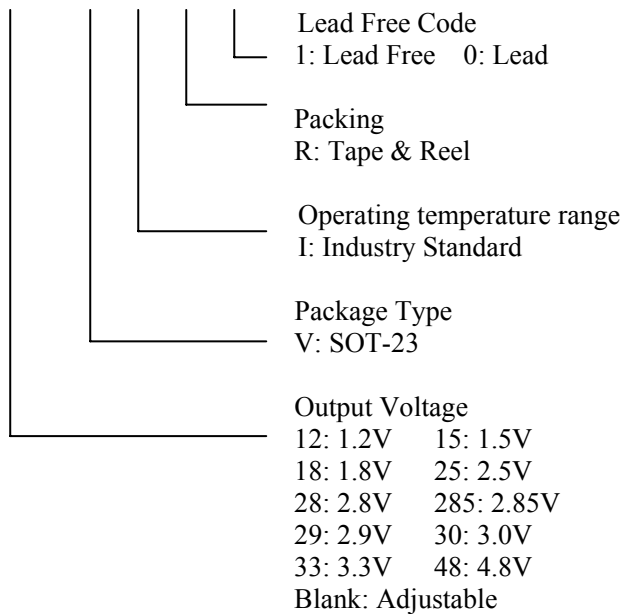 Lead Free Code
1: Lead Free 0: Lead
Packing
R: Tape & Reel
Operating temperature range
I: Industry Standard
Package Type
V: SOT-23
Output Voltage
12: 1.2V 15: 1.5V
18: 1.8V 25: 2.5V
28: 2.8V 285: 2.85V
29: 2.9V 30: 3.0V
33: 3.3V 48: 4.8V
Blank: Adjustable